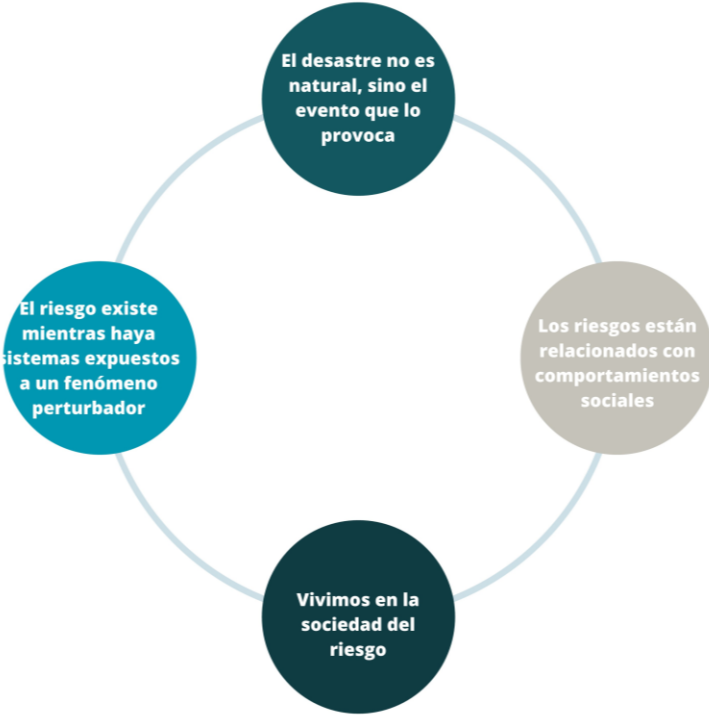 El desastre no es
natural, sino el
evento que lo
provoca
Los riesgos están
relacionados con
comportamientos
sociales
Vivimos en la
sociedad del
riesgo
El riesgo existe
mientras haya
sistemas expuestos
a un fenómeno
perturbador